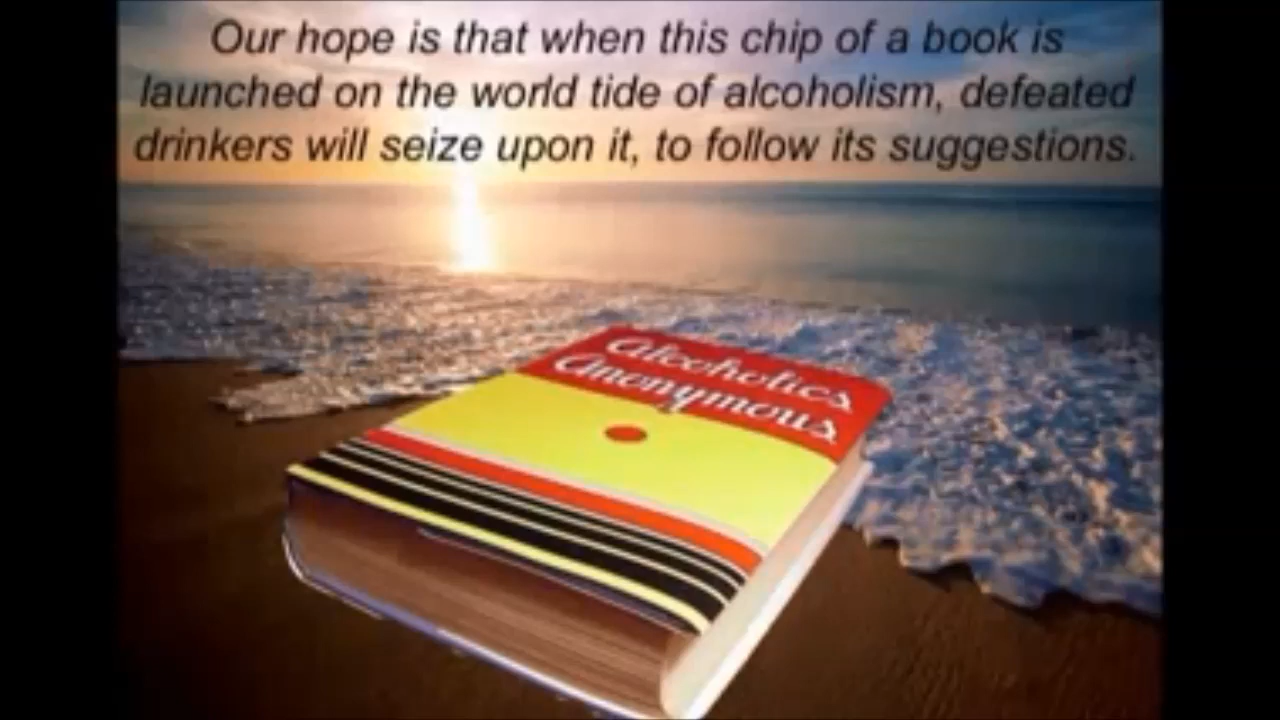 Our hope is that when this chip of a book is
launched on the world tide of alcoholism, defeated
drinkers will seize upon it, to follow its suggestions.
Alcoholics
Anonymous